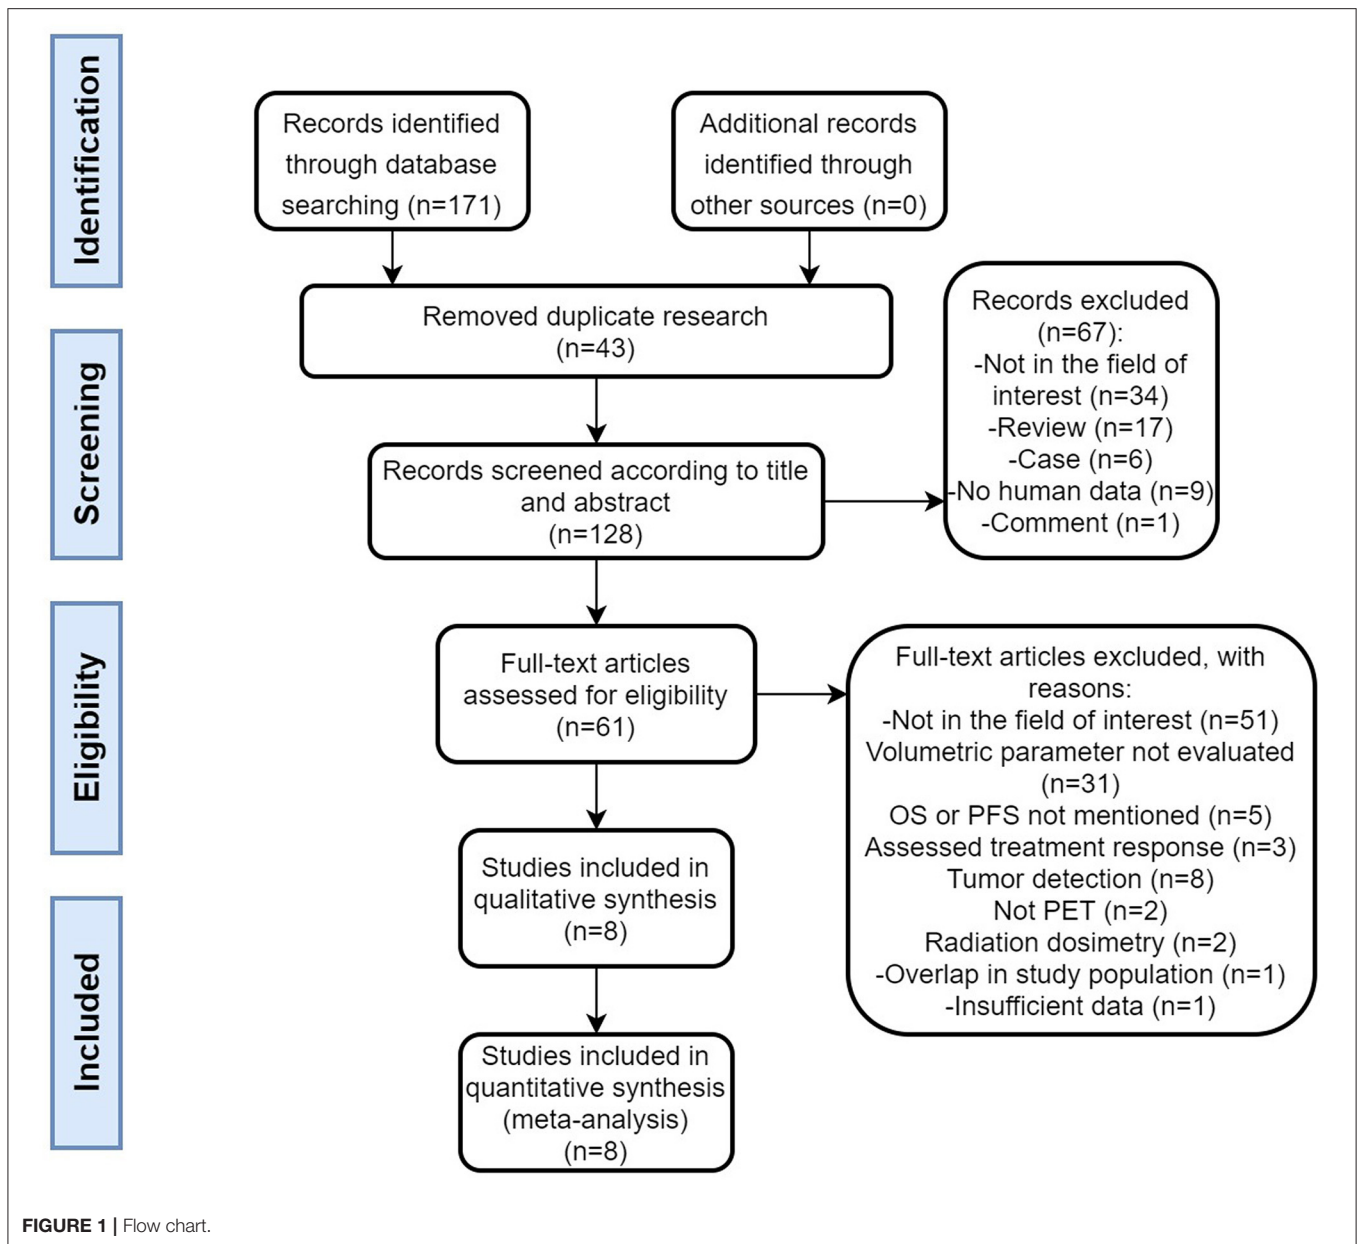 Identification
Records identified
through database
searching (n=171)
Additional records
identified through
other sources (n=0)
Removed duplicate research
(n=43)
Screening
Records screened according to title
and abstract
(n=128)
Records excluded
(n=67):
-Not in the field of
interest (n=34)
-Review (n=17)
-Case (n=6)
-No human data (n=9)
-Comment (n=1)
Eligibility
Full-text articles
assessed for eligibility
(n=61)
Full-text articles excluded, with
reasons:
-Not in the field of interest (n=51)
Volumetric parameter not evaluated
(n=31)
OS or PFS not mentioned (n=5)
Assessed treatment response (n=3)
Tumor detection (n=8)
Not PET (n=2)
Radiation dosimetry (n=2)
-Overlap in study population (n=1)
-Insufficient data (n=1)
Included
Studies included in
qualitative synthesis
(n=8)
Studies included in
quantitative synthesis
(meta-analysis)
(n=8)
FIGURE 1 | Flow chart.